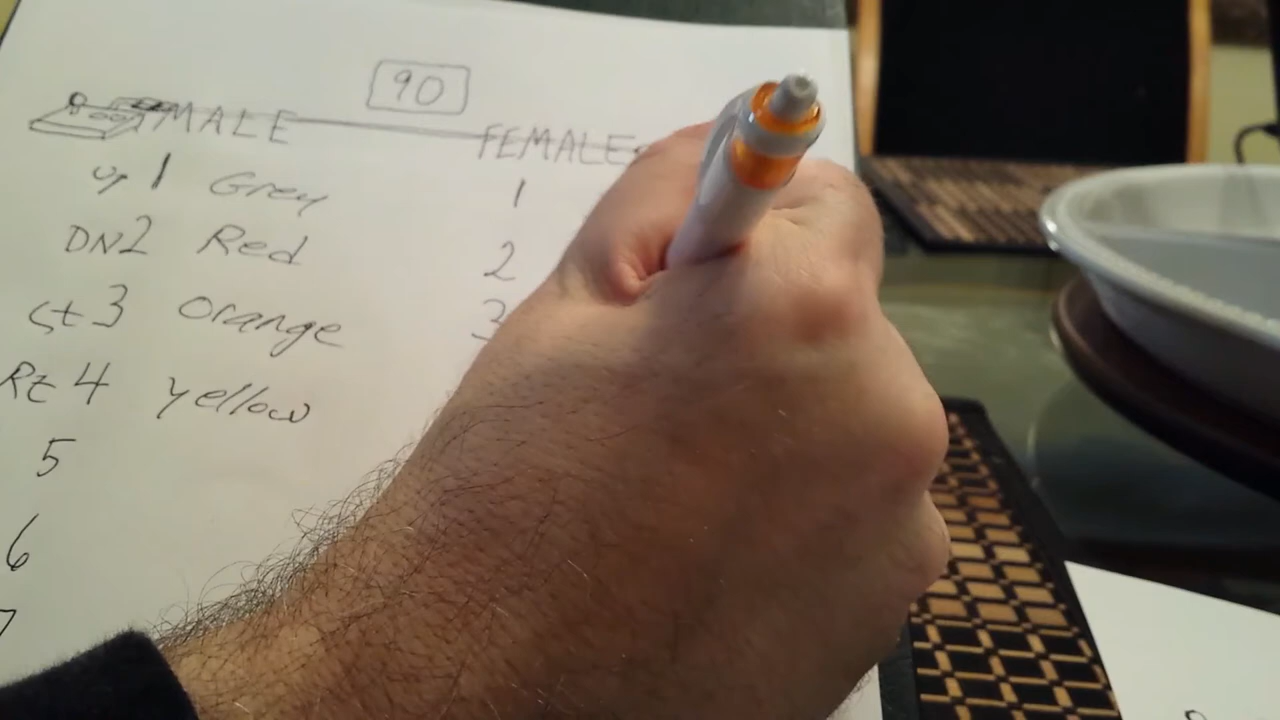 90
MALE FEMALE
up 1 Grey 1
DN 2 Red 2
Lt 3 orange 3
Rt 4 yellow
5
6
7